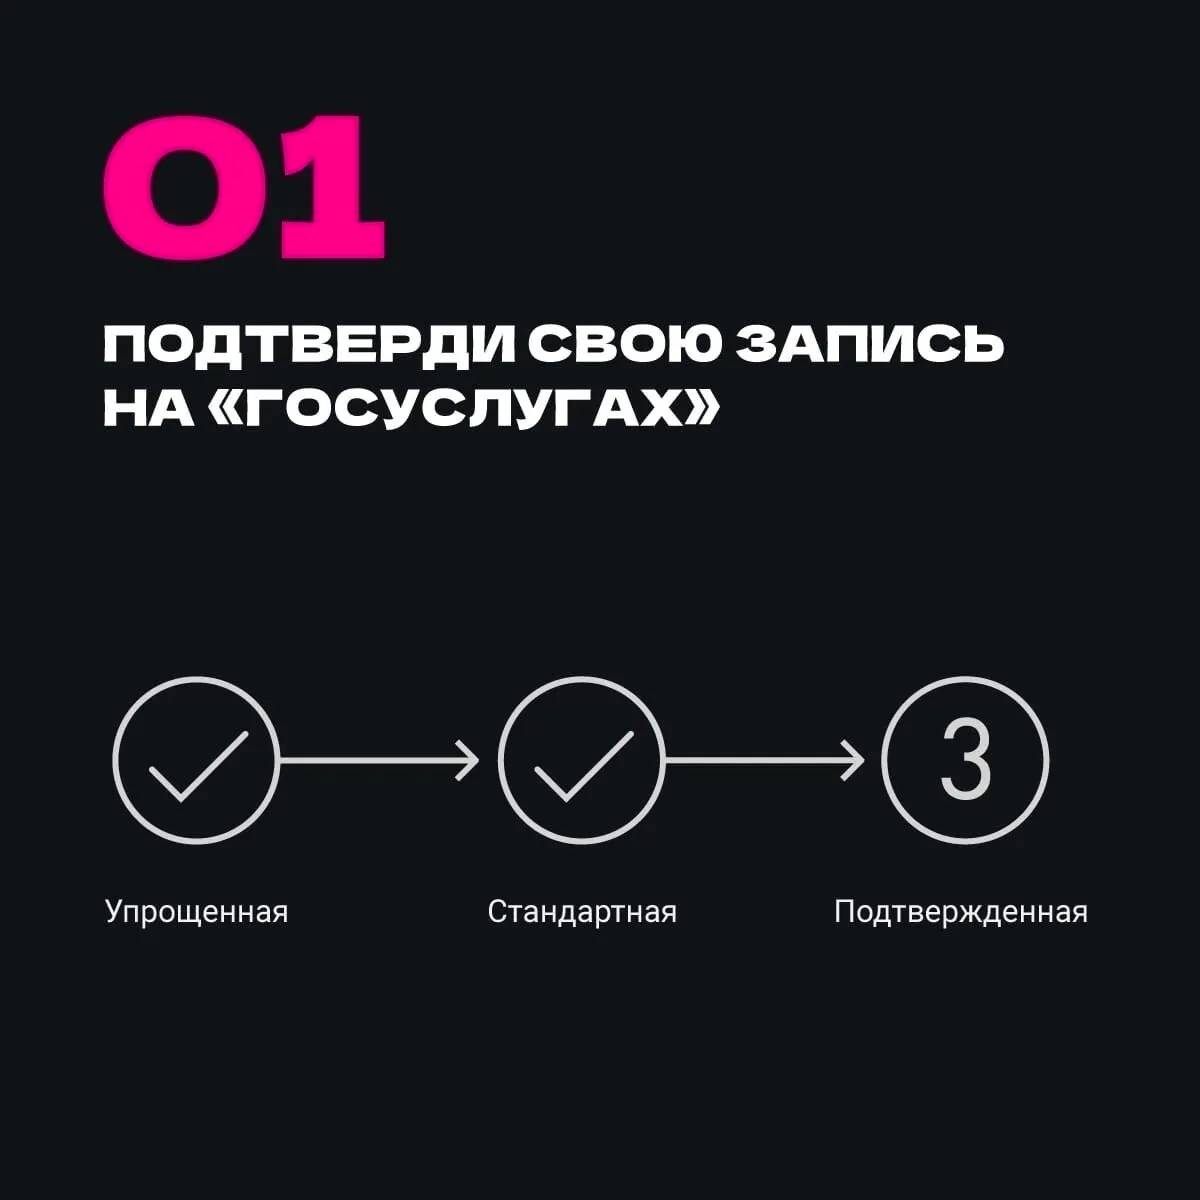 01
ПОДТВЕРДИ СВОЮ ЗАПИСЬ
НА «ГОСУСЛУГАХ»
3
Упрощенная
Стандартная
Подтвержденная